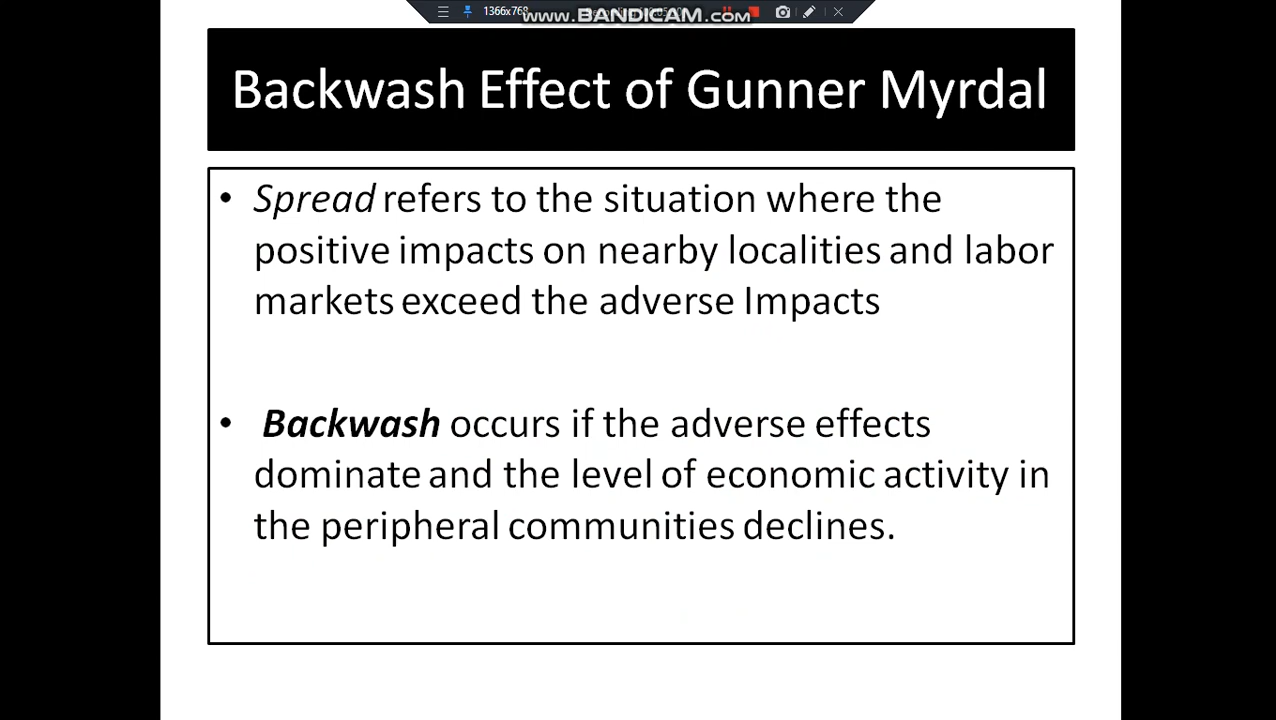 1366x768
www.BANDICAM.com
Backwash Effect of Gunner Myrdal
• Spread refers to the situation where the
positive impacts on nearby localities and labor
markets exceed the adverse Impacts
• Backwash occurs if the adverse effects
dominate and the level of economic activity in
the peripheral communities declines.